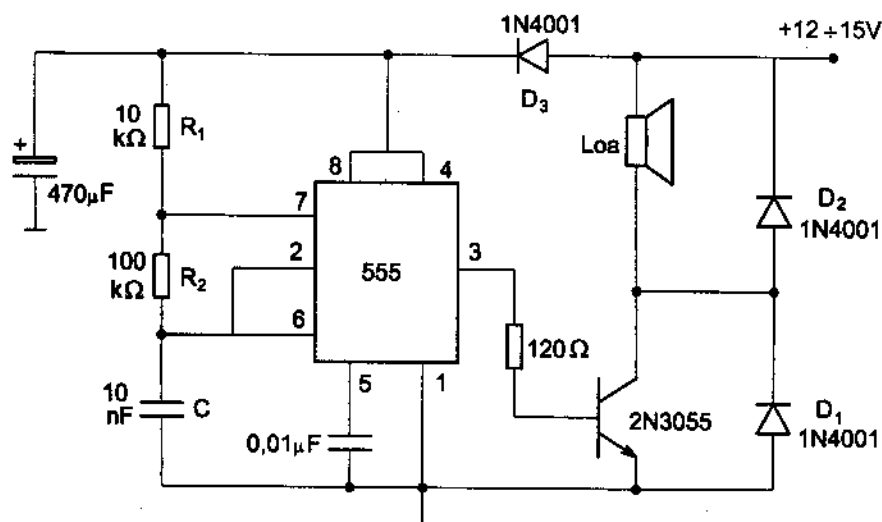 1N4001
D3
+12÷15V
10
kΩ
R1
+
470μF
8
4
Loa
D2
1N4001
7
2
555
3
100
kΩ
R2
6
120Ω
5
1
10
nF
C
0,01μF
2N3055
D1
1N4001